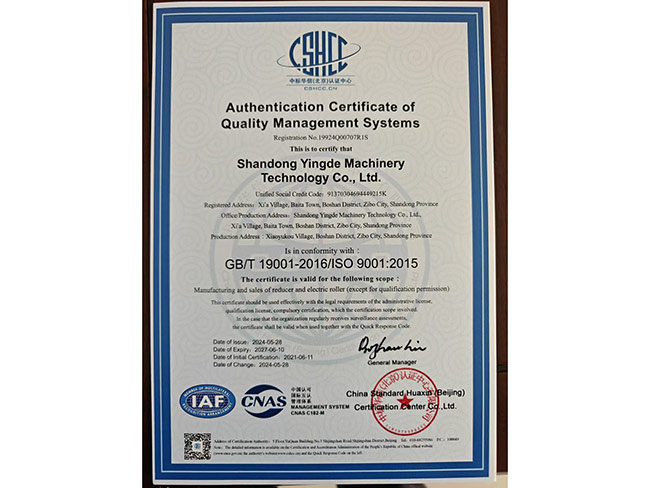 CSHCC
中标华信(北京)认证中心
CSHCC.CN
Authentication Certificate of
Quality Management Systems
Registration No.19924Q00707R1S
This is to certify that
Shandong Yingde Machinery
Technology Co., Ltd.
Unified Social Credit Code: 91370304694449215K
Registered Address: Xi'a Village, Baita Town, Boshan District, Zibo City, Shandong Province
Office/Production Address: Shandong Yingde Machinery Technology Co., Ltd.,
Xi'a Village, Baita Town, Boshan District, Zibo City, Shandong Province
Production Address: Xiaoyukou Village, Boshan District, Zibo City, Shandong Province
Is in conformity with:
GB/T 19001-2016/ISO 9001:2015
The certificate is valid for the following scope:
Manufacturing and sales of reducer and electric roller (except for qualification permission)
This certificate should be used effectively with the legal requirements of the administrative license,
qualification license, compulsory certification, which the certification scope involved.
In the case that the organization regularly receives surveillance assessments,
the certificate shall be valid when used together with the Quick Response Code
Date of Issue: 2024-05-28
Date of Expiry: 2027-06-10
Date of Initial Certification: 2021-06-11
Date of Change: 2024-05-28
General Manager
IAF
CNAS
中国认可
国际互认
管理体系
MANAGEMENT SYSTEM
CNAS C182-M
China Standard Huaxin (Beijing)
Certification Center Co.,Ltd.